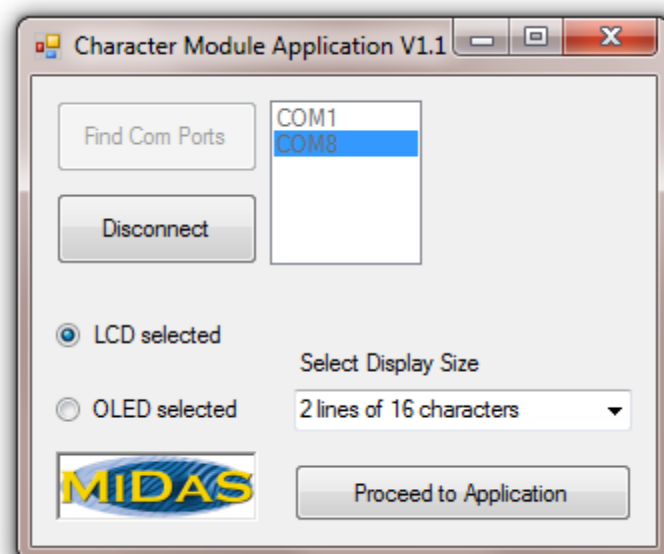 Character Module Application V1.1
Find Com Ports
COM1
COM8
Disconnect
LCD selected
Select Display Size
OLED selected
2 lines of 16 characters
MIDAS
Proceed to Application